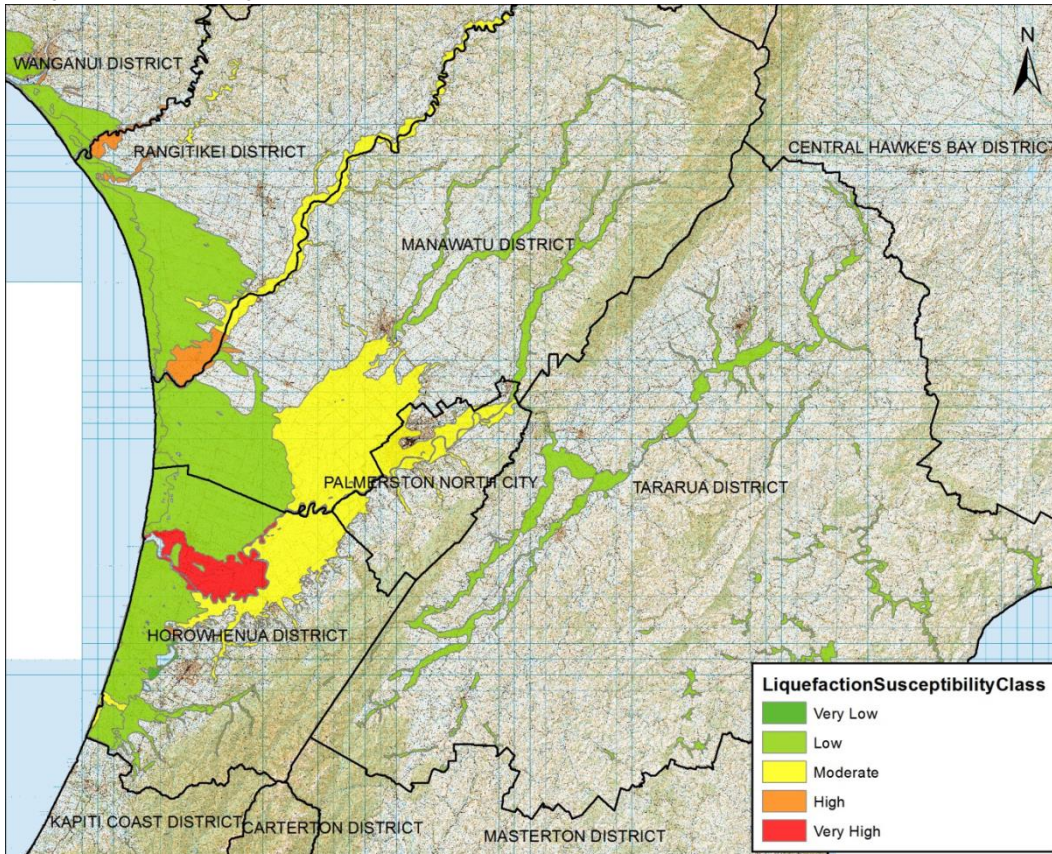 WANGANUI DISTRICT
N
RANGITIKEI DISTRICT
CENTRAL HAWKE'S BAY DISTRICT
MANAWATU DISTRICT
PALMERSTON NORTH CITY
TARARUA DISTRICT
HOROWHENUA DISTRICT
LiquefactionSusceptibilityClass
Very Low
Low
Moderate
High
Very High
KAPITI COAST DISTRICT
CARTERTON DISTRICT
MASTERTON DISTRICT